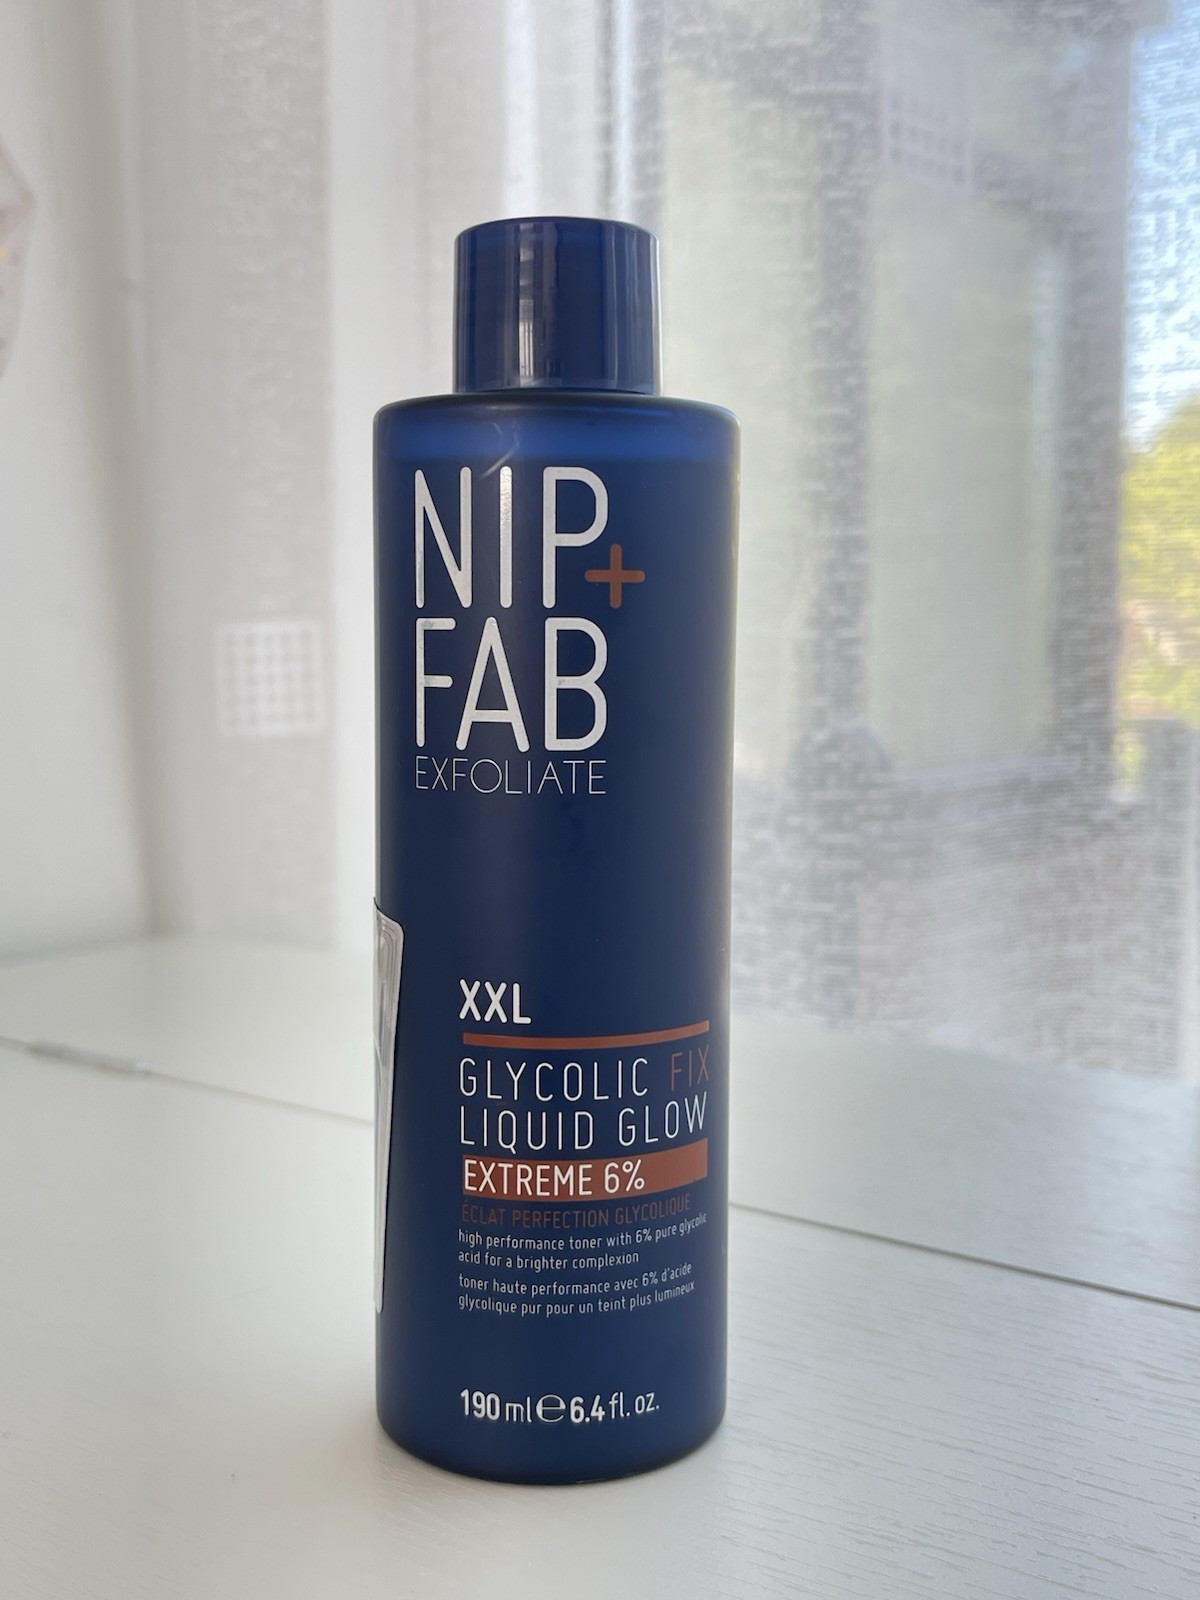 NIP+
FAB
EXFOLIATE
XXL
GLYCOLIC FIX
LIQUID GLOW
EXTREME 6%
ÉCLAT PERFECTION GLYCOLIQUE
high performance toner with 6% pure glycolic
acid for a brighter complexion
toner haute performance avec 6% d'acide
glycolique pur pour un teint plus lumineux
190 ml ℮ 6.4 fl. oz.